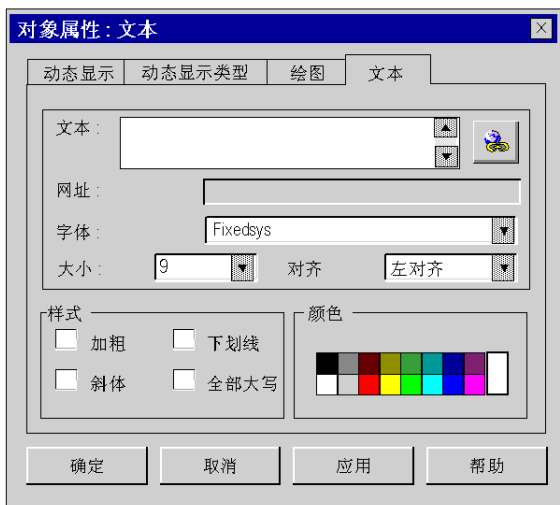 对象属性：文本
动态显示 动态显示类型 绘图 文本
文本：
网址：
字体： Fixedsys
大小： 9 对齐 左对齐
样式 颜色
加粗 下划线
斜体 全部大写
确定 取消 应用 帮助